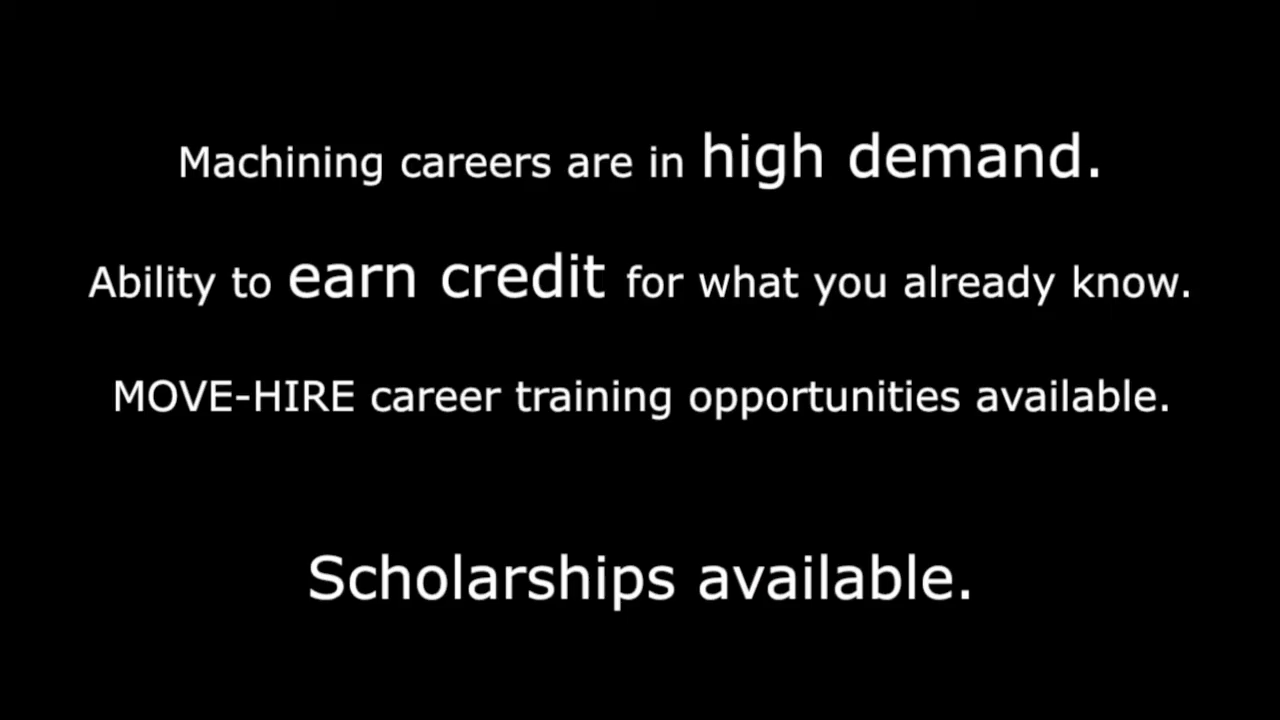 Machining careers are in high demand.
Ability to earn credit for what you already know.
MOVE-HIRE career training opportunities available.
Scholarships available.